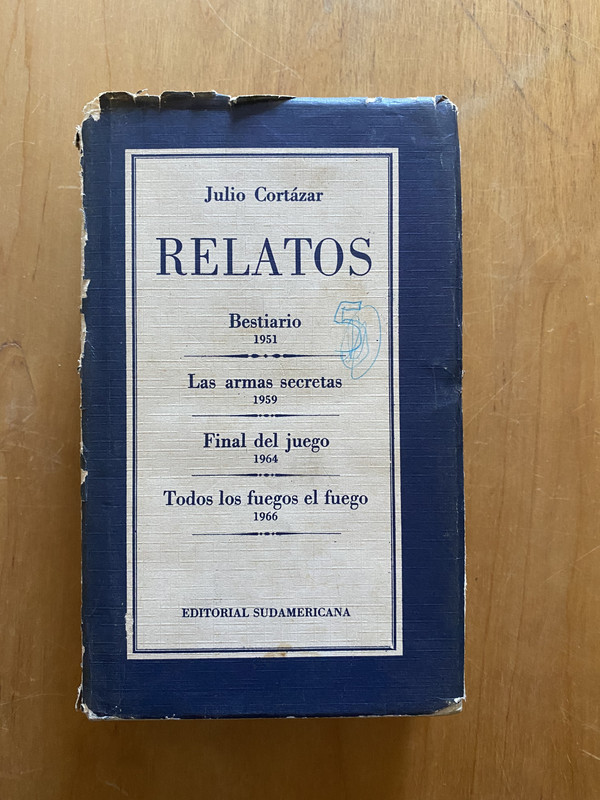 Julio Cortázar
RELATOS
Bestiario
1951
Las armas secretas
1959
Final del juego
1964
Todos los fuegos el fuego
1966
EDITORIAL SUDAMERICANA